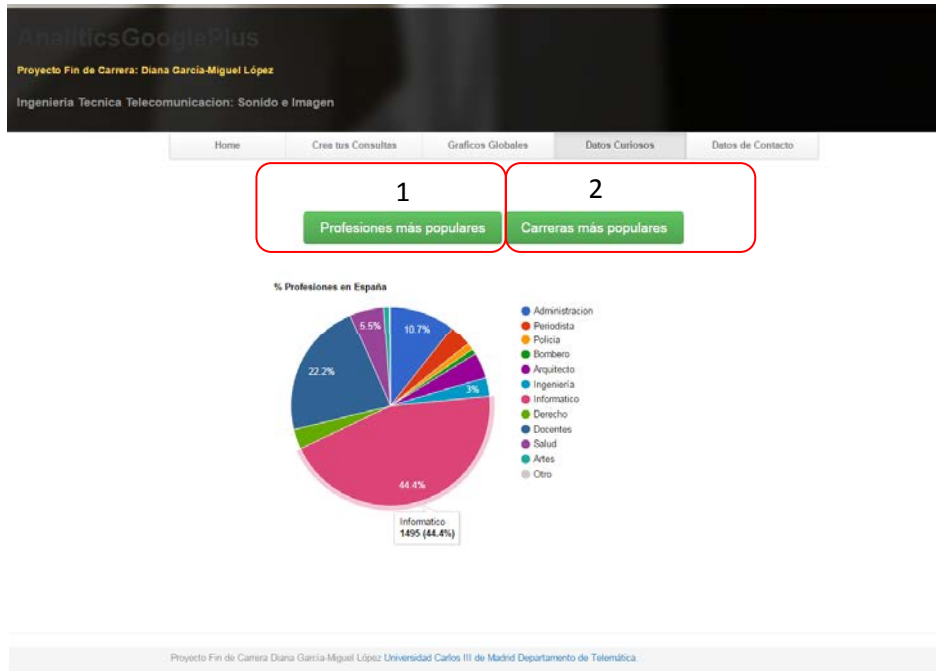 AnaliticsGooglePlus
Proyecto Fin de Carrera: Diana García-Miguel López
Ingenieria Tecnica Telecomunicacion: Sonido e Imagen
Home Crea tus Consultas Graficos Globales Datos Curiosos Datos de Contacto
1 2
Profesiones más populares Carreras más populares
% Profesiones en España
5.5% 10.7%
22.2%
3%
44.4%
Administracion
Periodista
Policia
Bombero
Arquitecto
Ingeniería
Informatico
Derecho
Docentes
Salud
Artes
Otro
Informatico
1495 (44.4%)
Proyecto Fin de Carrera Diana García-Miguel López Universidad Carlos III de Madrid Departamento de Telemática.